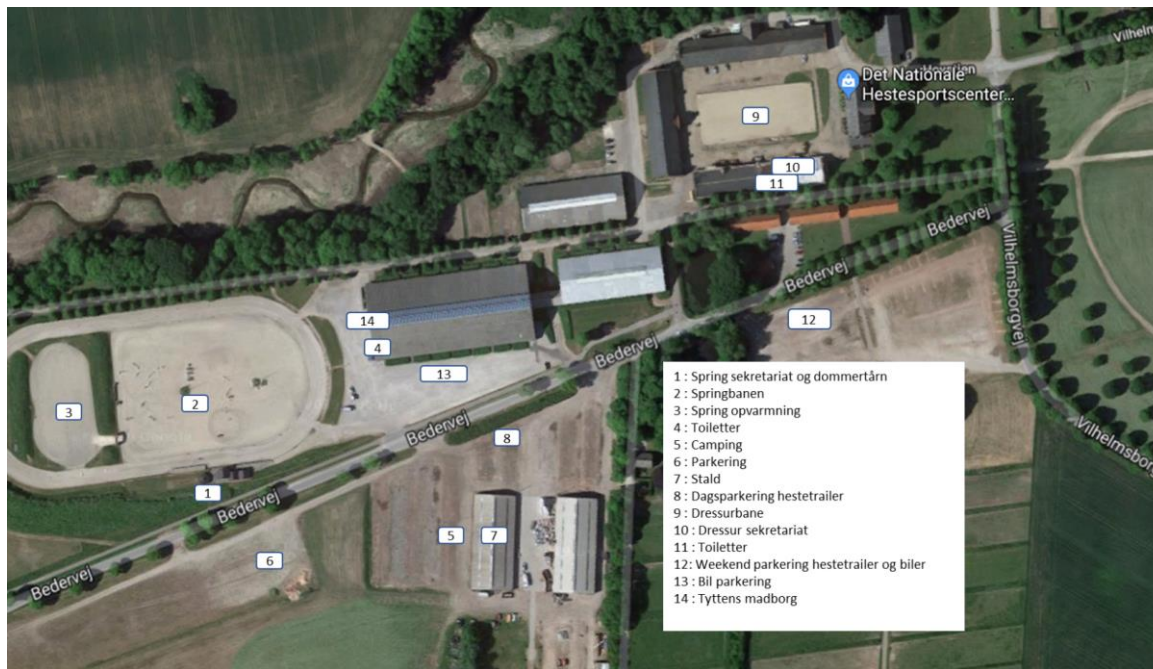 Vilhelm
Det Nationale
Hestesportscenter...
9
10
11
Bedervej
Vilhelmsborgvej
Bedervej
12
14
4
13
Bedervej
3
2
Bedervej
8
Vilhelmsborg
1
Bedervej
5
7
6
Bedervej
1 : Spring sekretariat og dommertårn
2 : Springbanen
3 : Spring opvarmning
4 : Toiletter
5 : Camping
6 : Parkering
7 : Stald
8 : Dagsparkering hestetrailer
9 : Dressurbane
10 : Dressur sekretariat
11 : Toiletter
12: Weekend parkering hestetrailer og biler
13 : Bil parkering
14 : Tyttens madborg